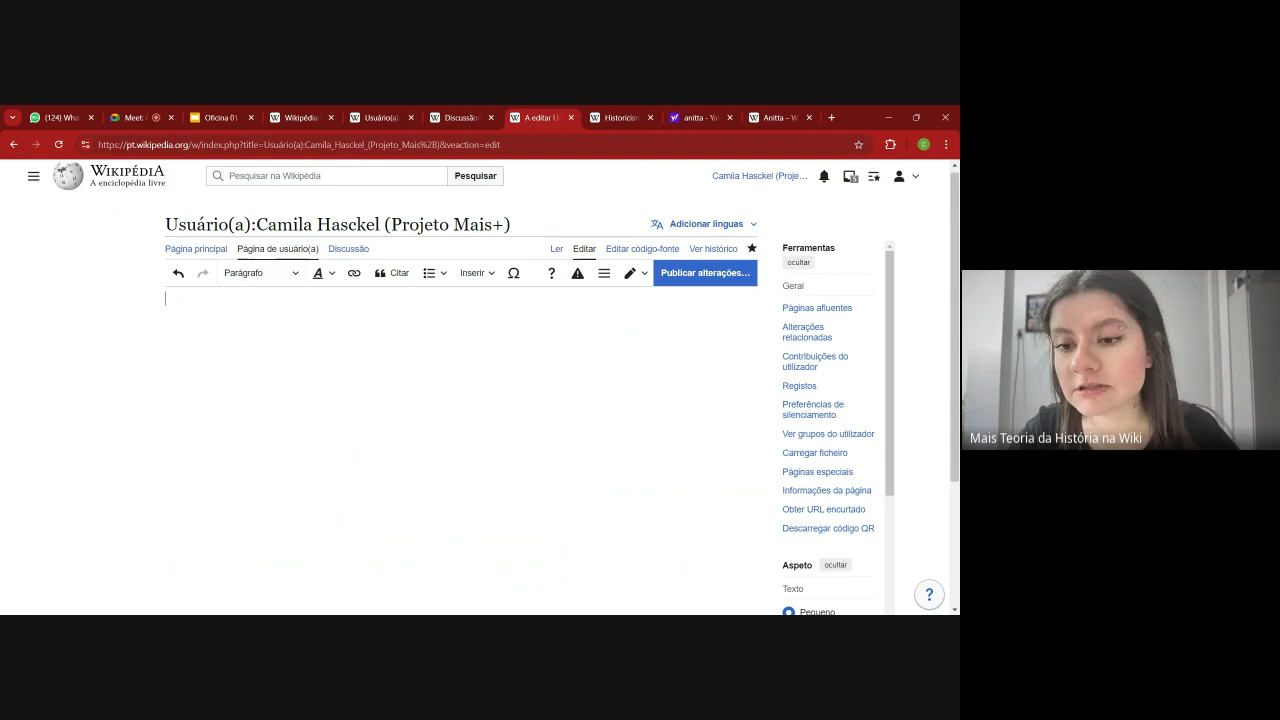 (124) Wha
Meet:
Oficina 01
Wikipédia
Usuário(a)
Discussão
A editar U
Historicis
anitta - Yo
Anitta – W
https://pt.wikipedia.org/w/index.php?title=Usuário(a):Camila_Hasckel_(Projeto_Mais%2B)&veaction=edit
C
WIKIPÉDIA
A enciclopédia livre
Pesquisar na Wikipédia
Pesquisar
Camila Hasckel (Proje...
Usuário(a):Camila Hasckel (Projeto Mais+)
Adicionar línguas
Página principal
Página de usuário(a)
Discussão
Ler
Editar
Editar código-fonte
Ver histórico
Parágrafo
A
Citar
Inserir
Ω
?
Publicar alterações...
Ferramentas
ocultar
Geral
Páginas afluentes
Alterações
relacionadas
Contribuições do
utilizador
Registos
Preferências de
silenciamento
Ver grupos do utilizador
Carregar ficheiro
Páginas especiais
Informações da página
Obter URL encurtado
Descarregar código QR
Aspeto
ocultar
Texto
Pequeno
?
Mais Teoria da História na Wiki